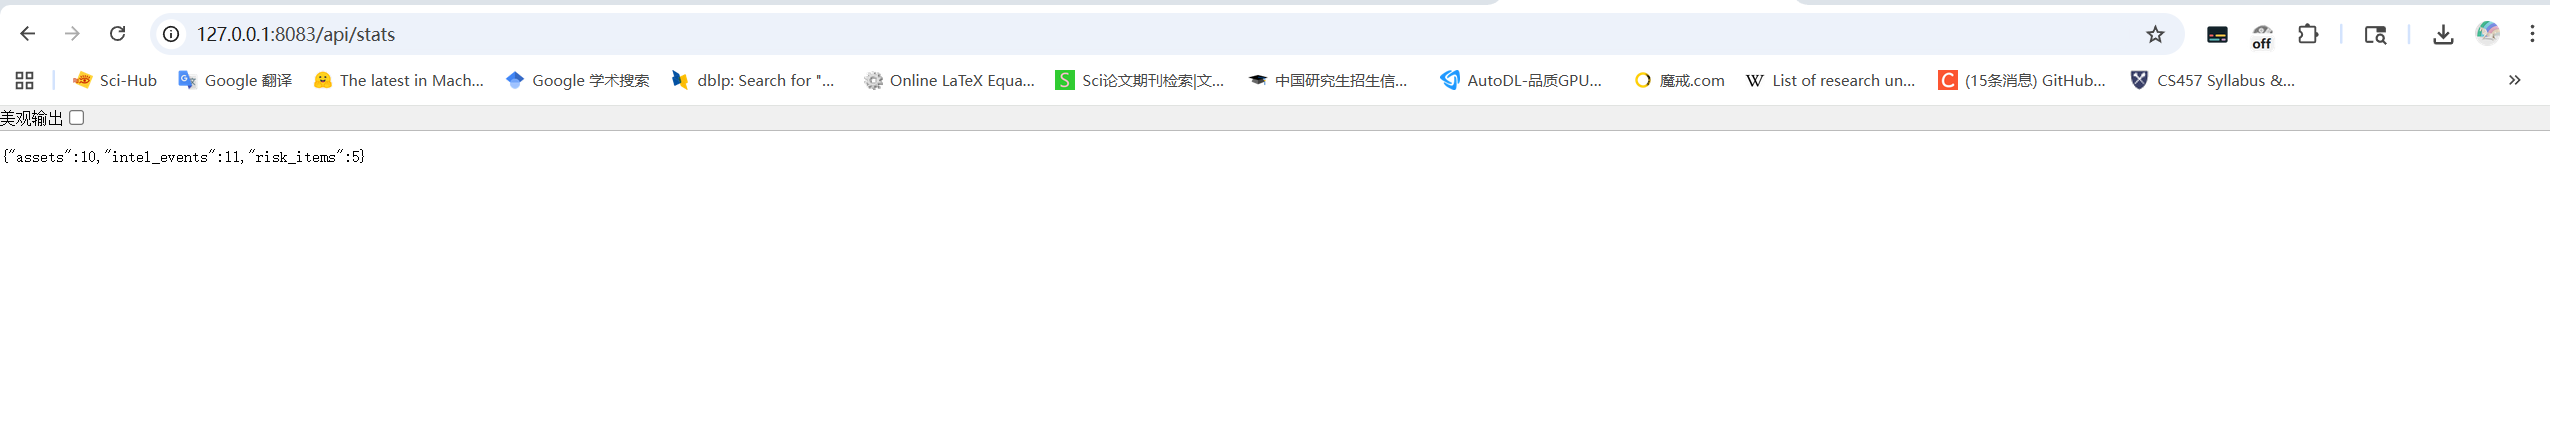 127.0.0.1:8083/api/stats
off
Sci-Hub Google 翻译 The latest in Mach... Google 学术搜索 dblp: Search for "... Online LaTeX Equa... Sci论文期刊检索|文... 中国研究生招生信... AutoDL-品质GPU... 魔戒.com List of research un... (15条消息) GitHub... CS457 Syllabus &...
美观输出
{"assets":10,"intel_events":11,"risk_items":5}